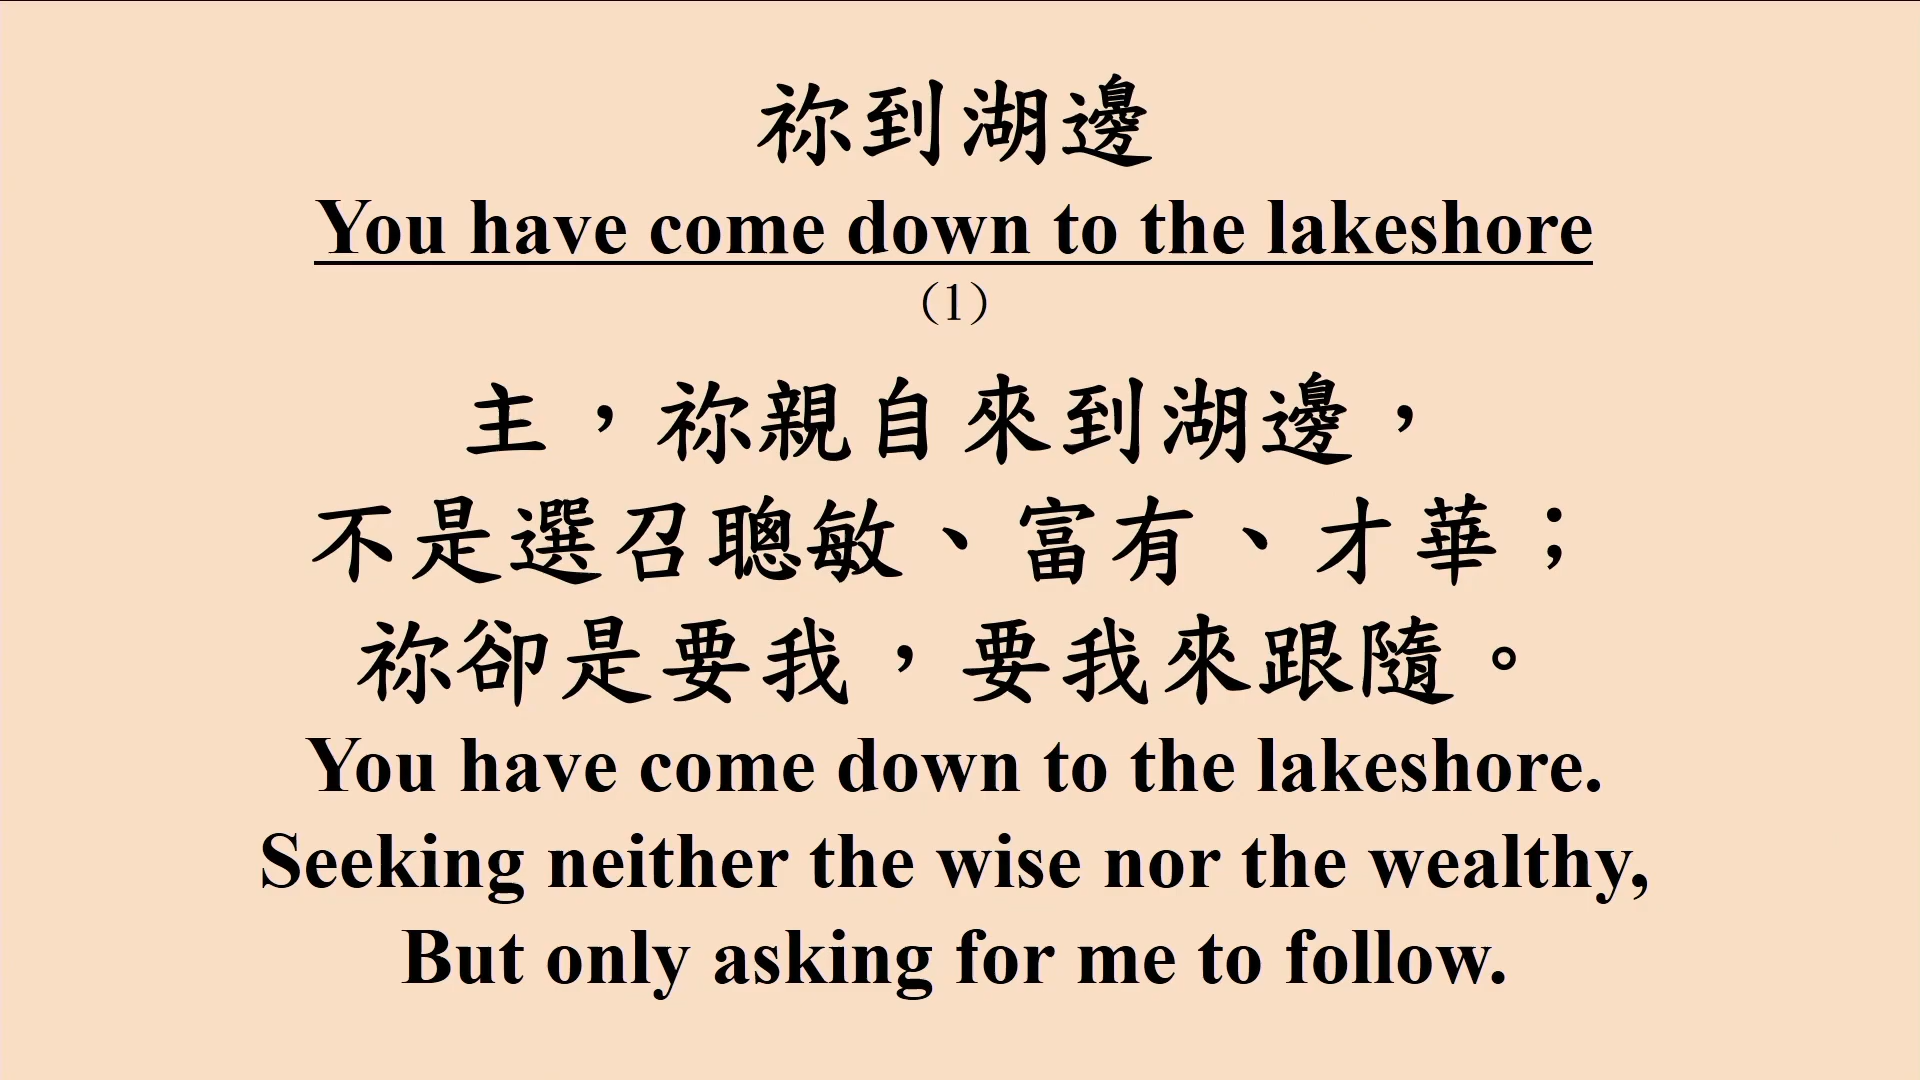 祢到湖邊
You have come down to the lakeshore
(1)
主，祢親自來到湖邊，
不是選召聰敏、富有、才華；
祢卻是要我，要我來跟隨。
You have come down to the lakeshore.
Seeking neither the wise nor the wealthy,
But only asking for me to follow.